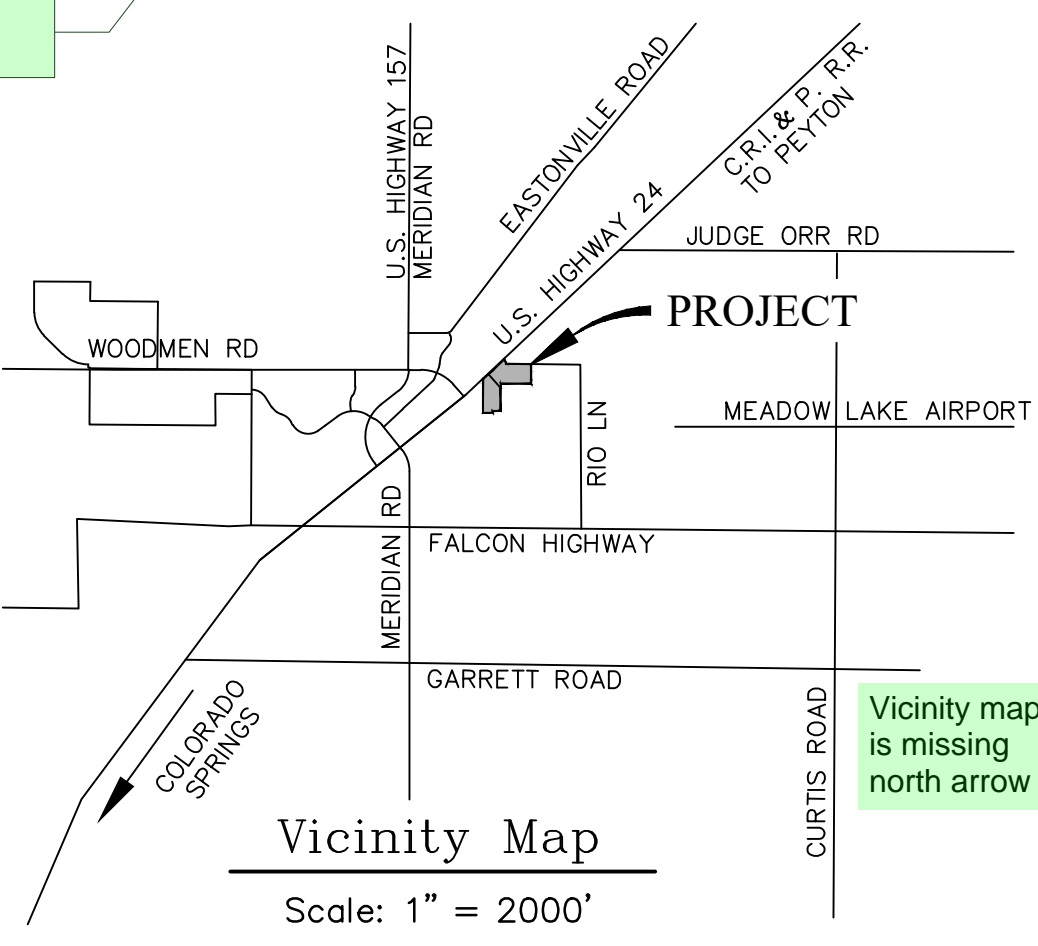 U.S. HIGHWAY 157
MERIDIAN RD
EASTONVILLE ROAD
C.R.I. & P. R.R.
TO PEYTON
U.S. HIGHWAY 24
JUDGE ORR RD
PROJECT
WOODMEN RD
MEADOW LAKE AIRPORT
RIO LN
MERIDIAN RD
FALCON HIGHWAY
GARRETT ROAD
COLORADO
SPRINGS
CURTIS ROAD
Vicinity map
is missing
north arrow
Vicinity Map
Scale: 1" = 2000'